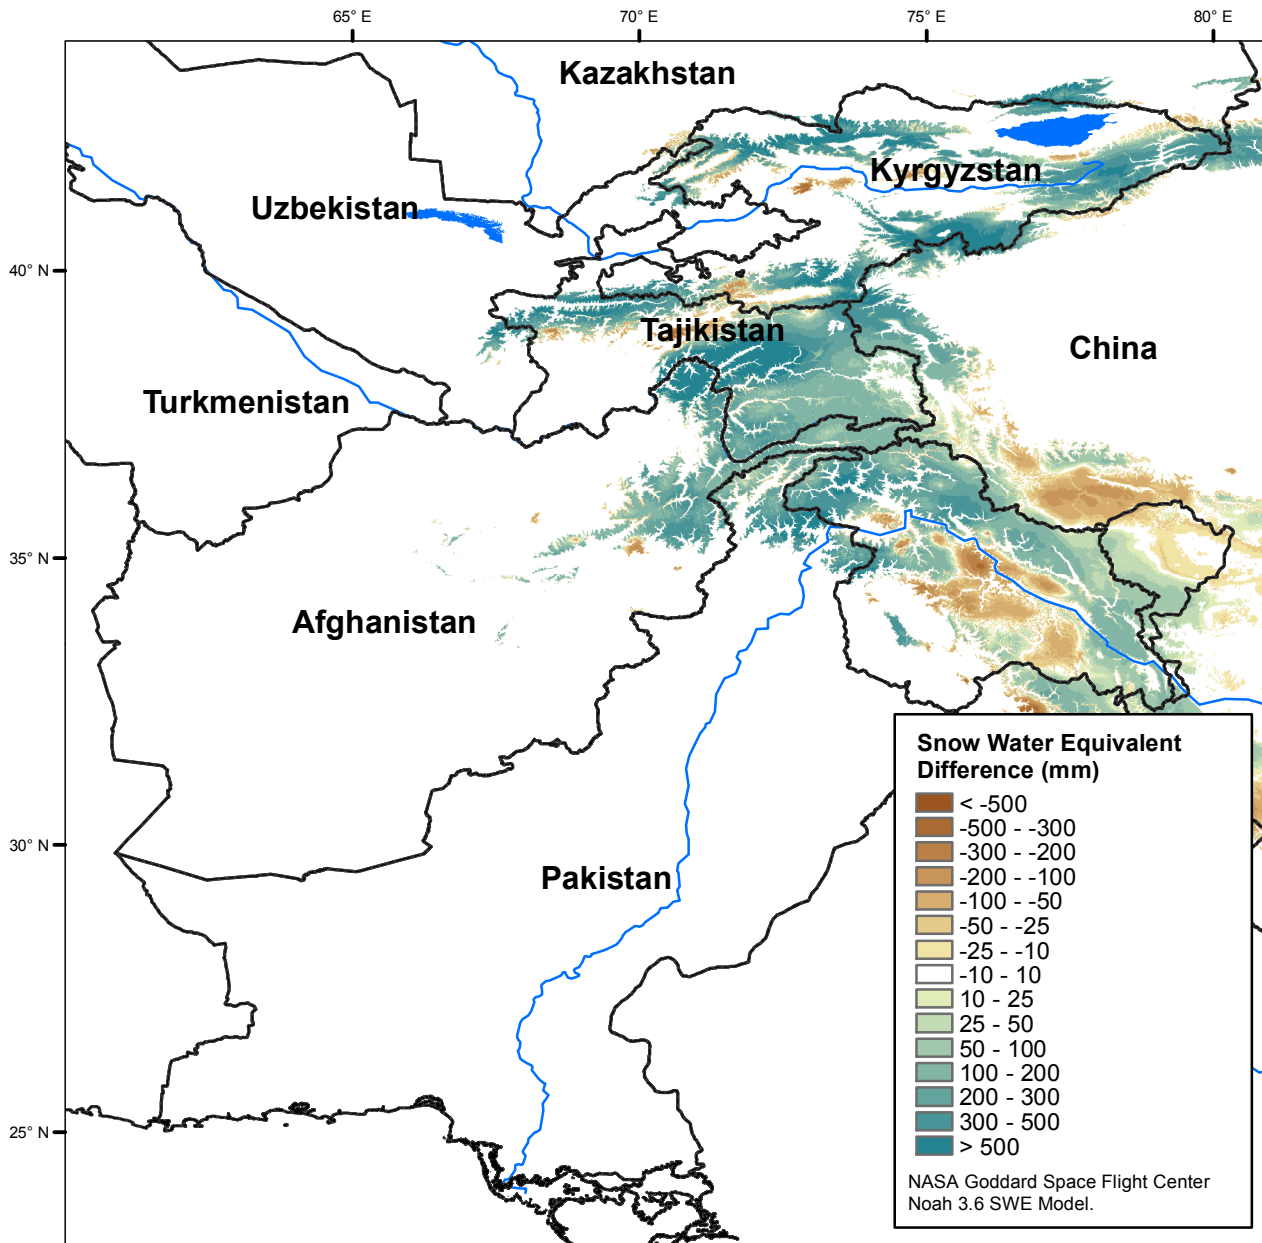 65° E
70° E
75° E
80° E
Kazakhstan
Kyrgyzstan
Uzbekistan
40° N
Tajikistan
China
Turkmenistan
35° N
Afghanistan
Snow Water Equivalent
Difference (mm)
< -500
-500 - -300
-300 - -200
-200 - -100
-100 - -50
-50 - -25
-25 - -10
-10 - 10
10 - 25
25 - 50
50 - 100
100 - 200
200 - 300
300 - 500
> 500
30° N
Pakistan
25° N
NASA Goddard Space Flight Center
Noah 3.6 SWE Model.